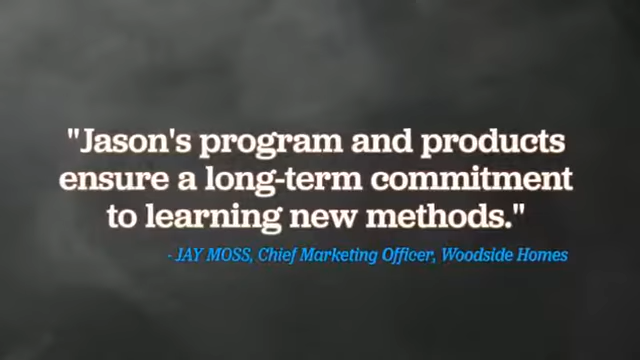 "Jason's program and products
ensure a long-term commitment
to learning new methods."
- JAY MOSS, Chief Marketing Officer, Woodside Homes